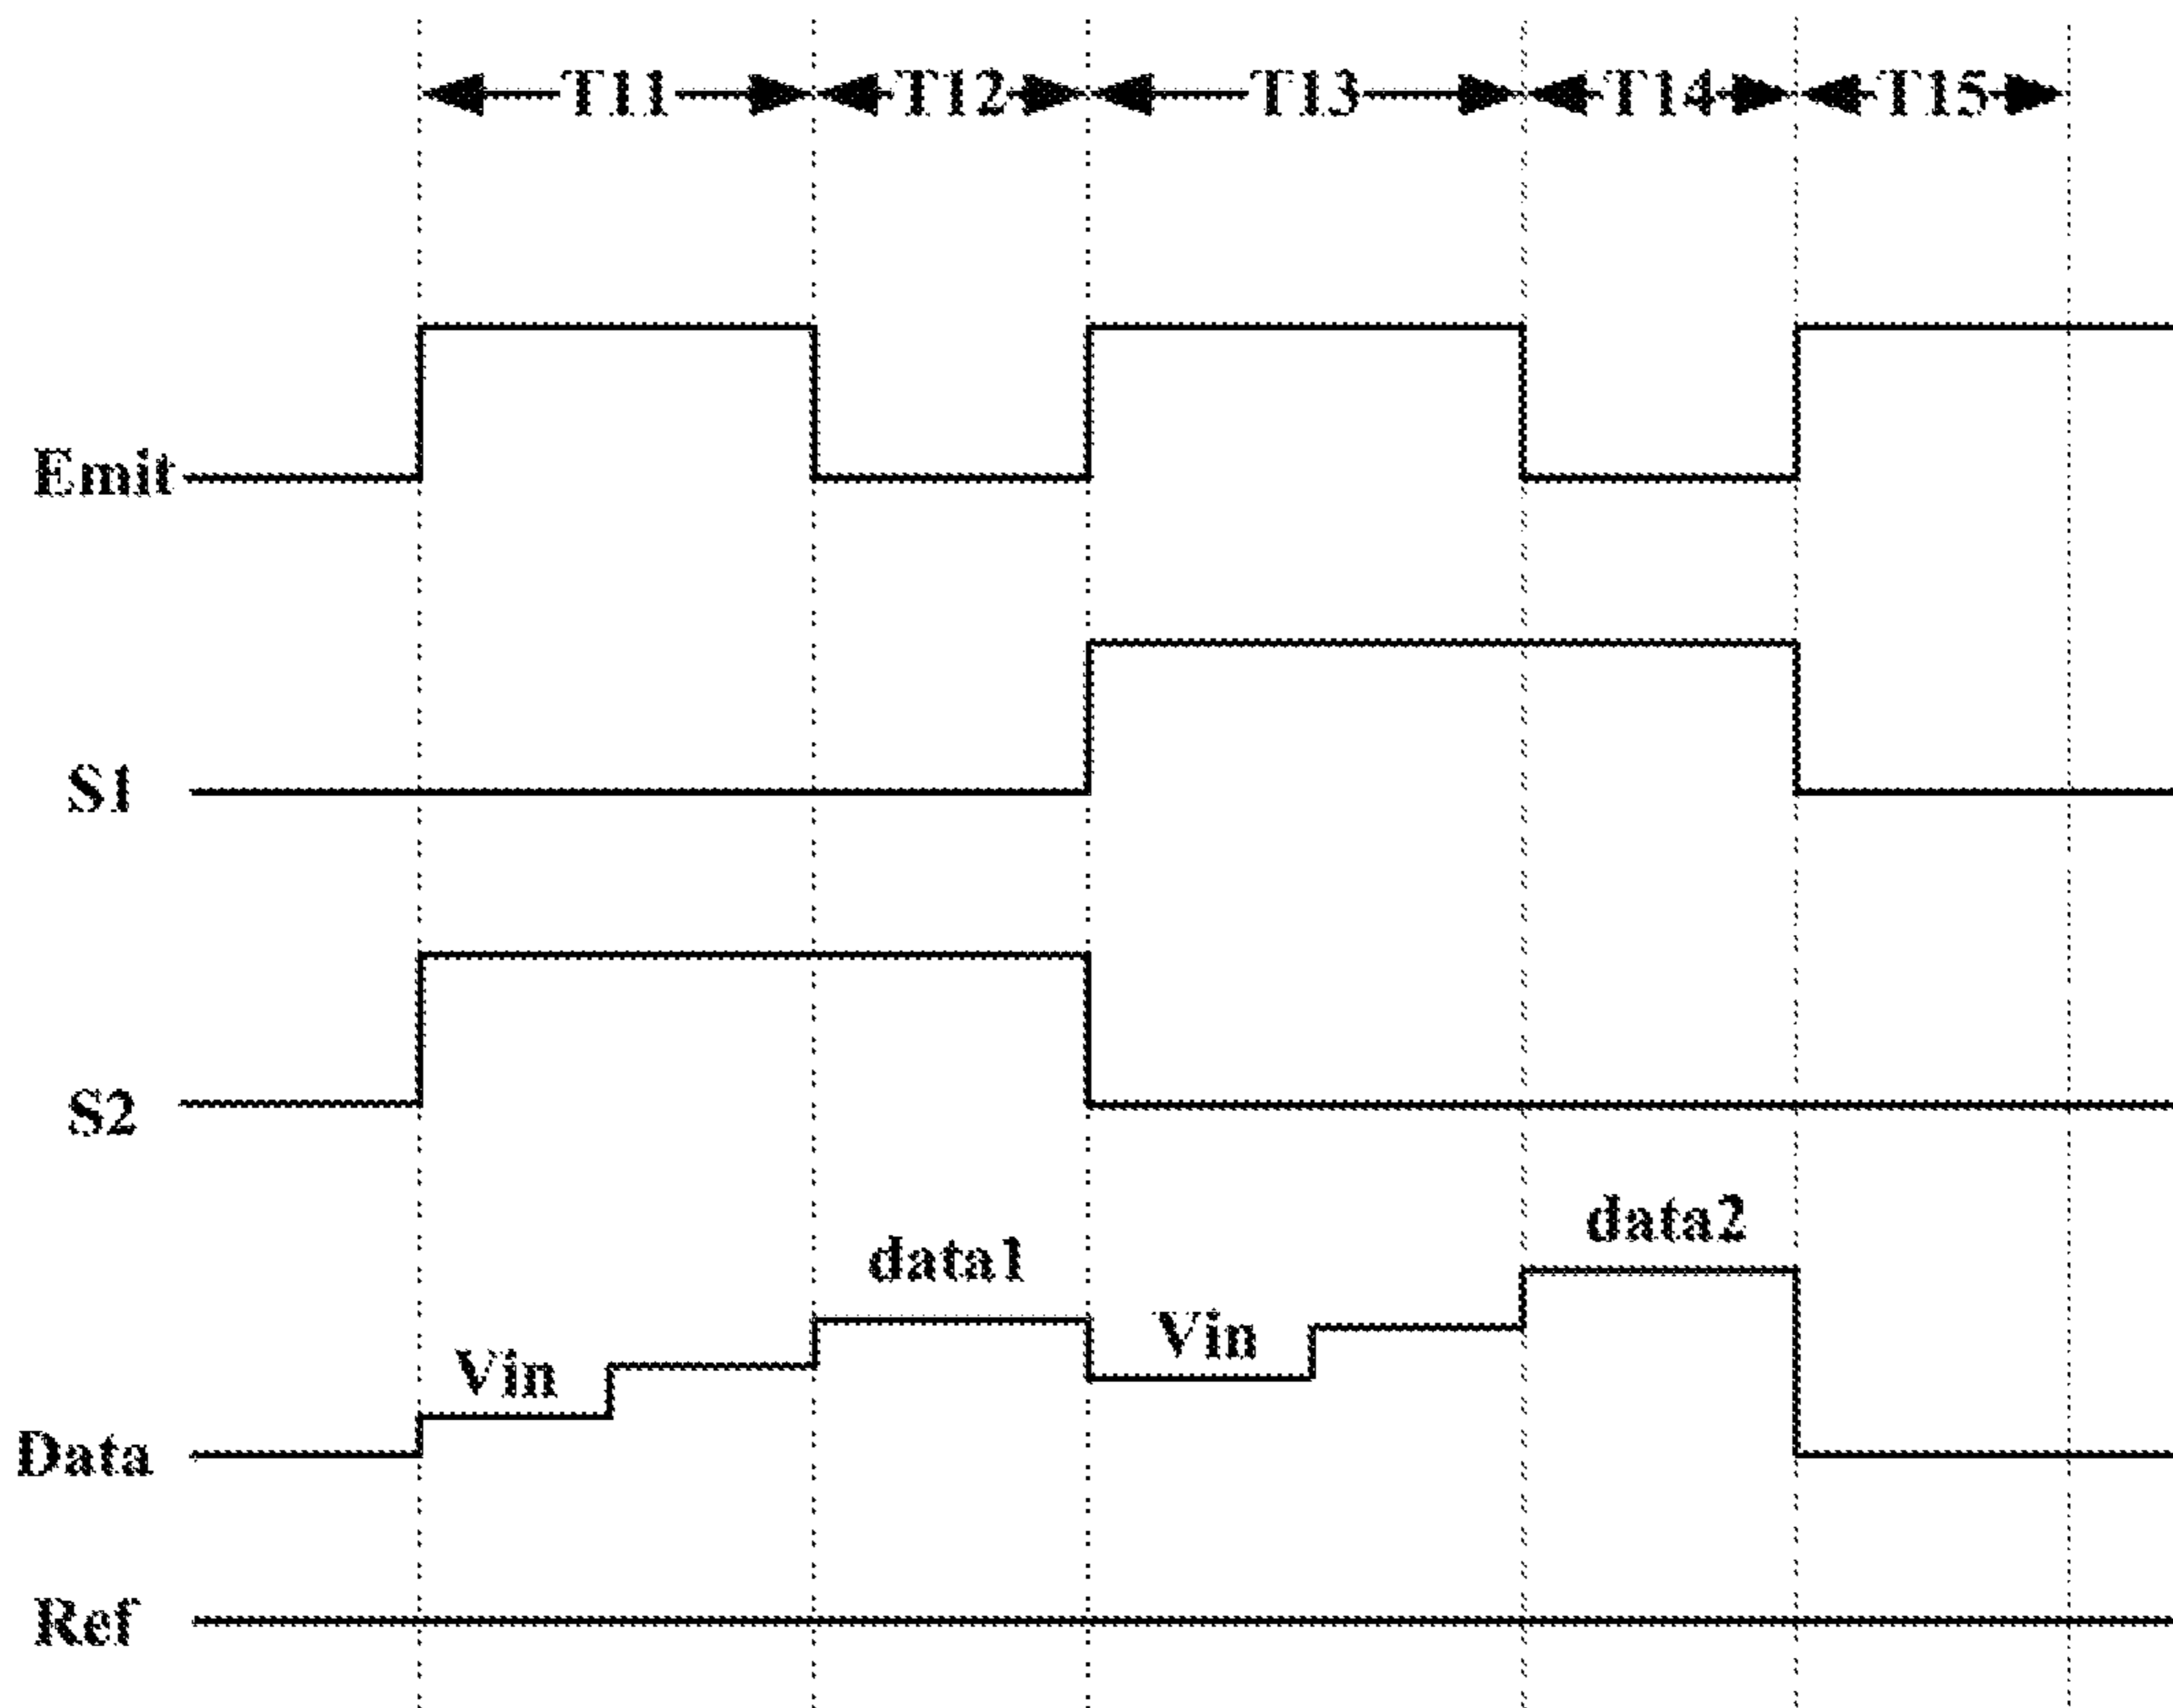 T11 T12 T13 T14 T15
Emit
S1
S2
data2
data1
Vin
Vin
Data
Ref